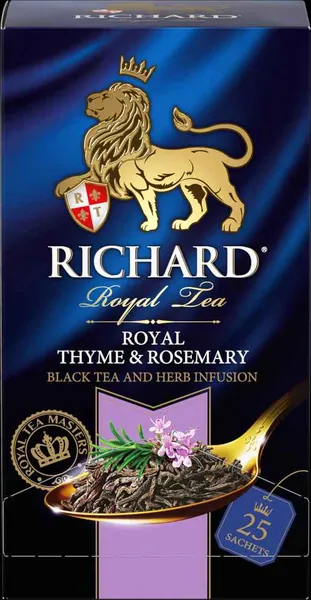 R T
RICHARD®
Royal Tea
ROYAL
THYME & ROSEMARY
BLACK TEA AND HERB INFUSION
ROYAL TEA MASTERS
25
SACHETS